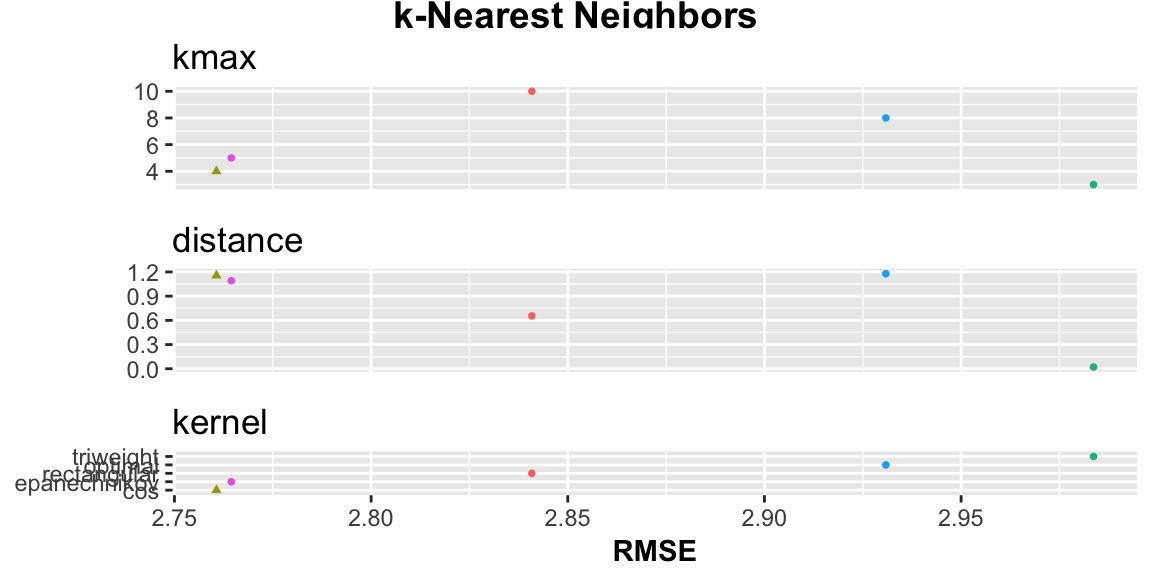 k-Nearest Neighbors
kmax
10
8
6
4
distance
1.2
0.9
0.6
0.3
0.0
kernel
triweight
optimal
rectangular
epanechnikov
cos
2.75 2.80 2.85 2.90 2.95
RMSE